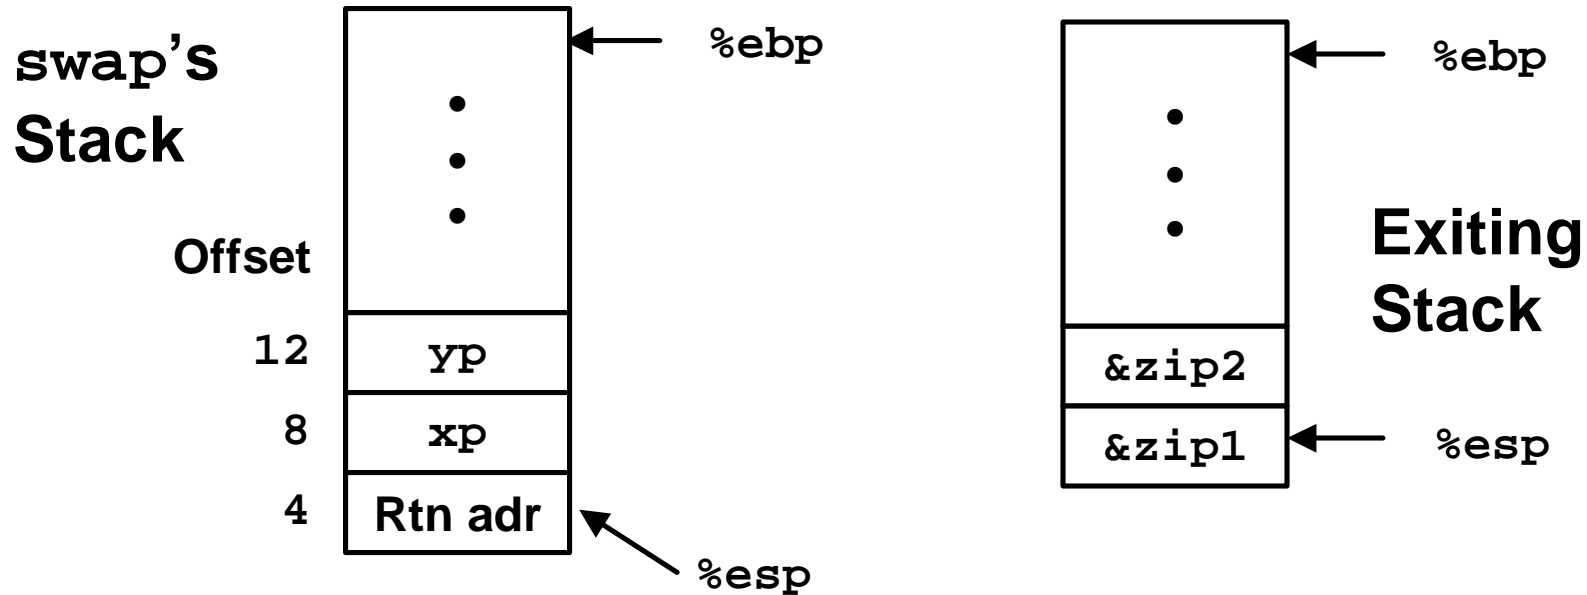 swap's
Stack
%ebp
Offset
12 yp
8 xp
4 Rtn adr
%esp
%ebp
Exiting
Stack
&zip2
&zip1
%esp